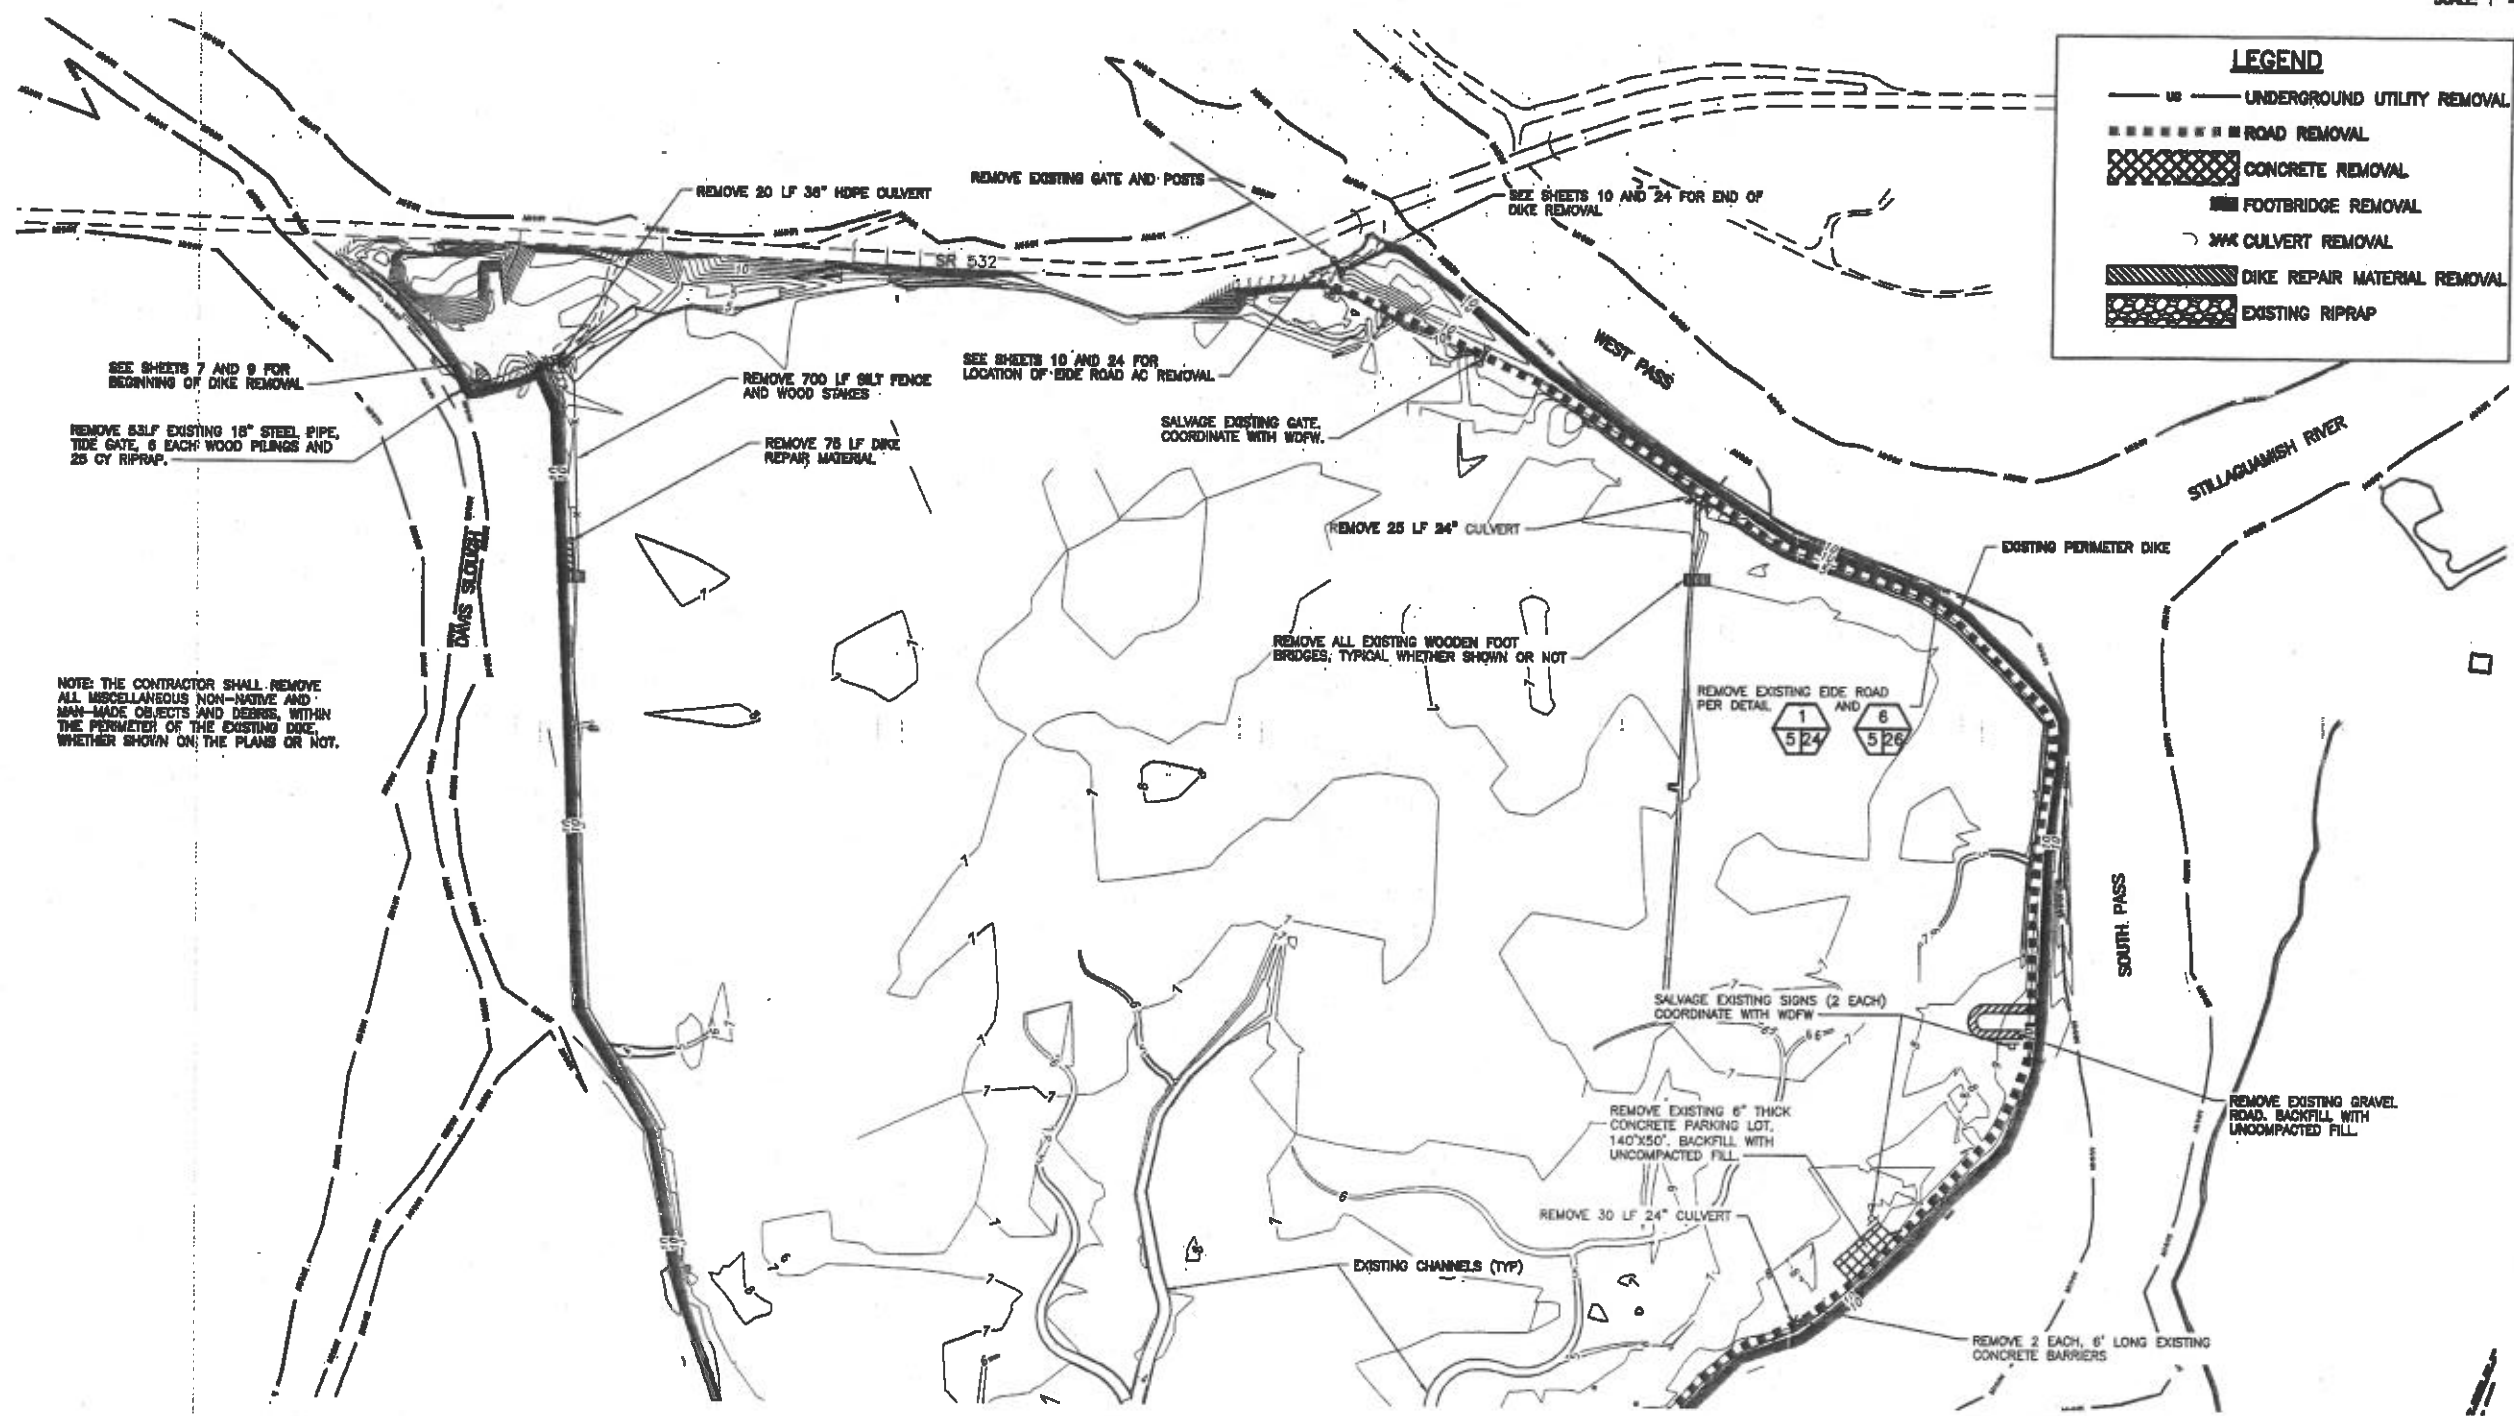 LEGEND
UG UNDERGROUND UTILITY REMOVAL
ROAD REMOVAL
CONCRETE REMOVAL
FOOTBRIDGE REMOVAL
CULVERT REMOVAL
DIKE REPAIR MATERIAL REMOVAL
EXISTING RIPRAP
REMOVE 20 LF 36" HDPE CULVERT
REMOVE EXISTING GATE AND POSTS
SEE SHEETS 10 AND 24 FOR END OF
DIKE REMOVAL
SR 532
WEST PASS
STILLAGUAMISH RIVER
SEE SHEETS 7 AND 9 FOR
BEGINNING OF DIKE REMOVAL
REMOVE 700 LF SILT FENCE
AND WOOD STAKES
SEE SHEETS 10 AND 24 FOR
LOCATION OF EIDE ROAD AC REMOVAL
SALVAGE EXISTING GATE.
COORDINATE WITH WDFW.
REMOVE 53LF EXISTING 18" STEEL PIPE,
TIDE GATE, 6 EACH WOOD PILINGS AND
25 CY RIPRAP.
REMOVE 75 LF DIKE
REPAIR MATERIAL
REMOVE 25 LF 24" CULVERT
EXISTING PERIMETER DIKE
DAVIS SLOUGH
REMOVE ALL EXISTING WOODEN FOOT
BRIDGES, TYPICAL WHETHER SHOWN OR NOT
NOTE: THE CONTRACTOR SHALL REMOVE
ALL MISCELLANEOUS NON-NATIVE AND
MAN-MADE OBJECTS AND DEBRIS, WITHIN
THE PERIMETER OF THE EXISTING DIKE,
WHETHER SHOWN ON THE PLANS OR NOT.
REMOVE EXISTING EIDE ROAD
PER DETAIL 1 5 24 AND 6 5 26
SOUTH PASS
SALVAGE EXISTING SIGNS (2 EACH)
COORDINATE WITH WDFW
REMOVE EXISTING GRAVEL
ROAD. BACKFILL WITH
UNCOMPACTED FILL.
REMOVE EXISTING 6" THICK
CONCRETE PARKING LOT,
140'X50'. BACKFILL WITH
UNCOMPACTED FILL.
REMOVE 30 LF 24" CULVERT
EXISTING CHANNELS (TYP)
REMOVE 2 EACH, 6' LONG EXISTING
CONCRETE BARRIERS